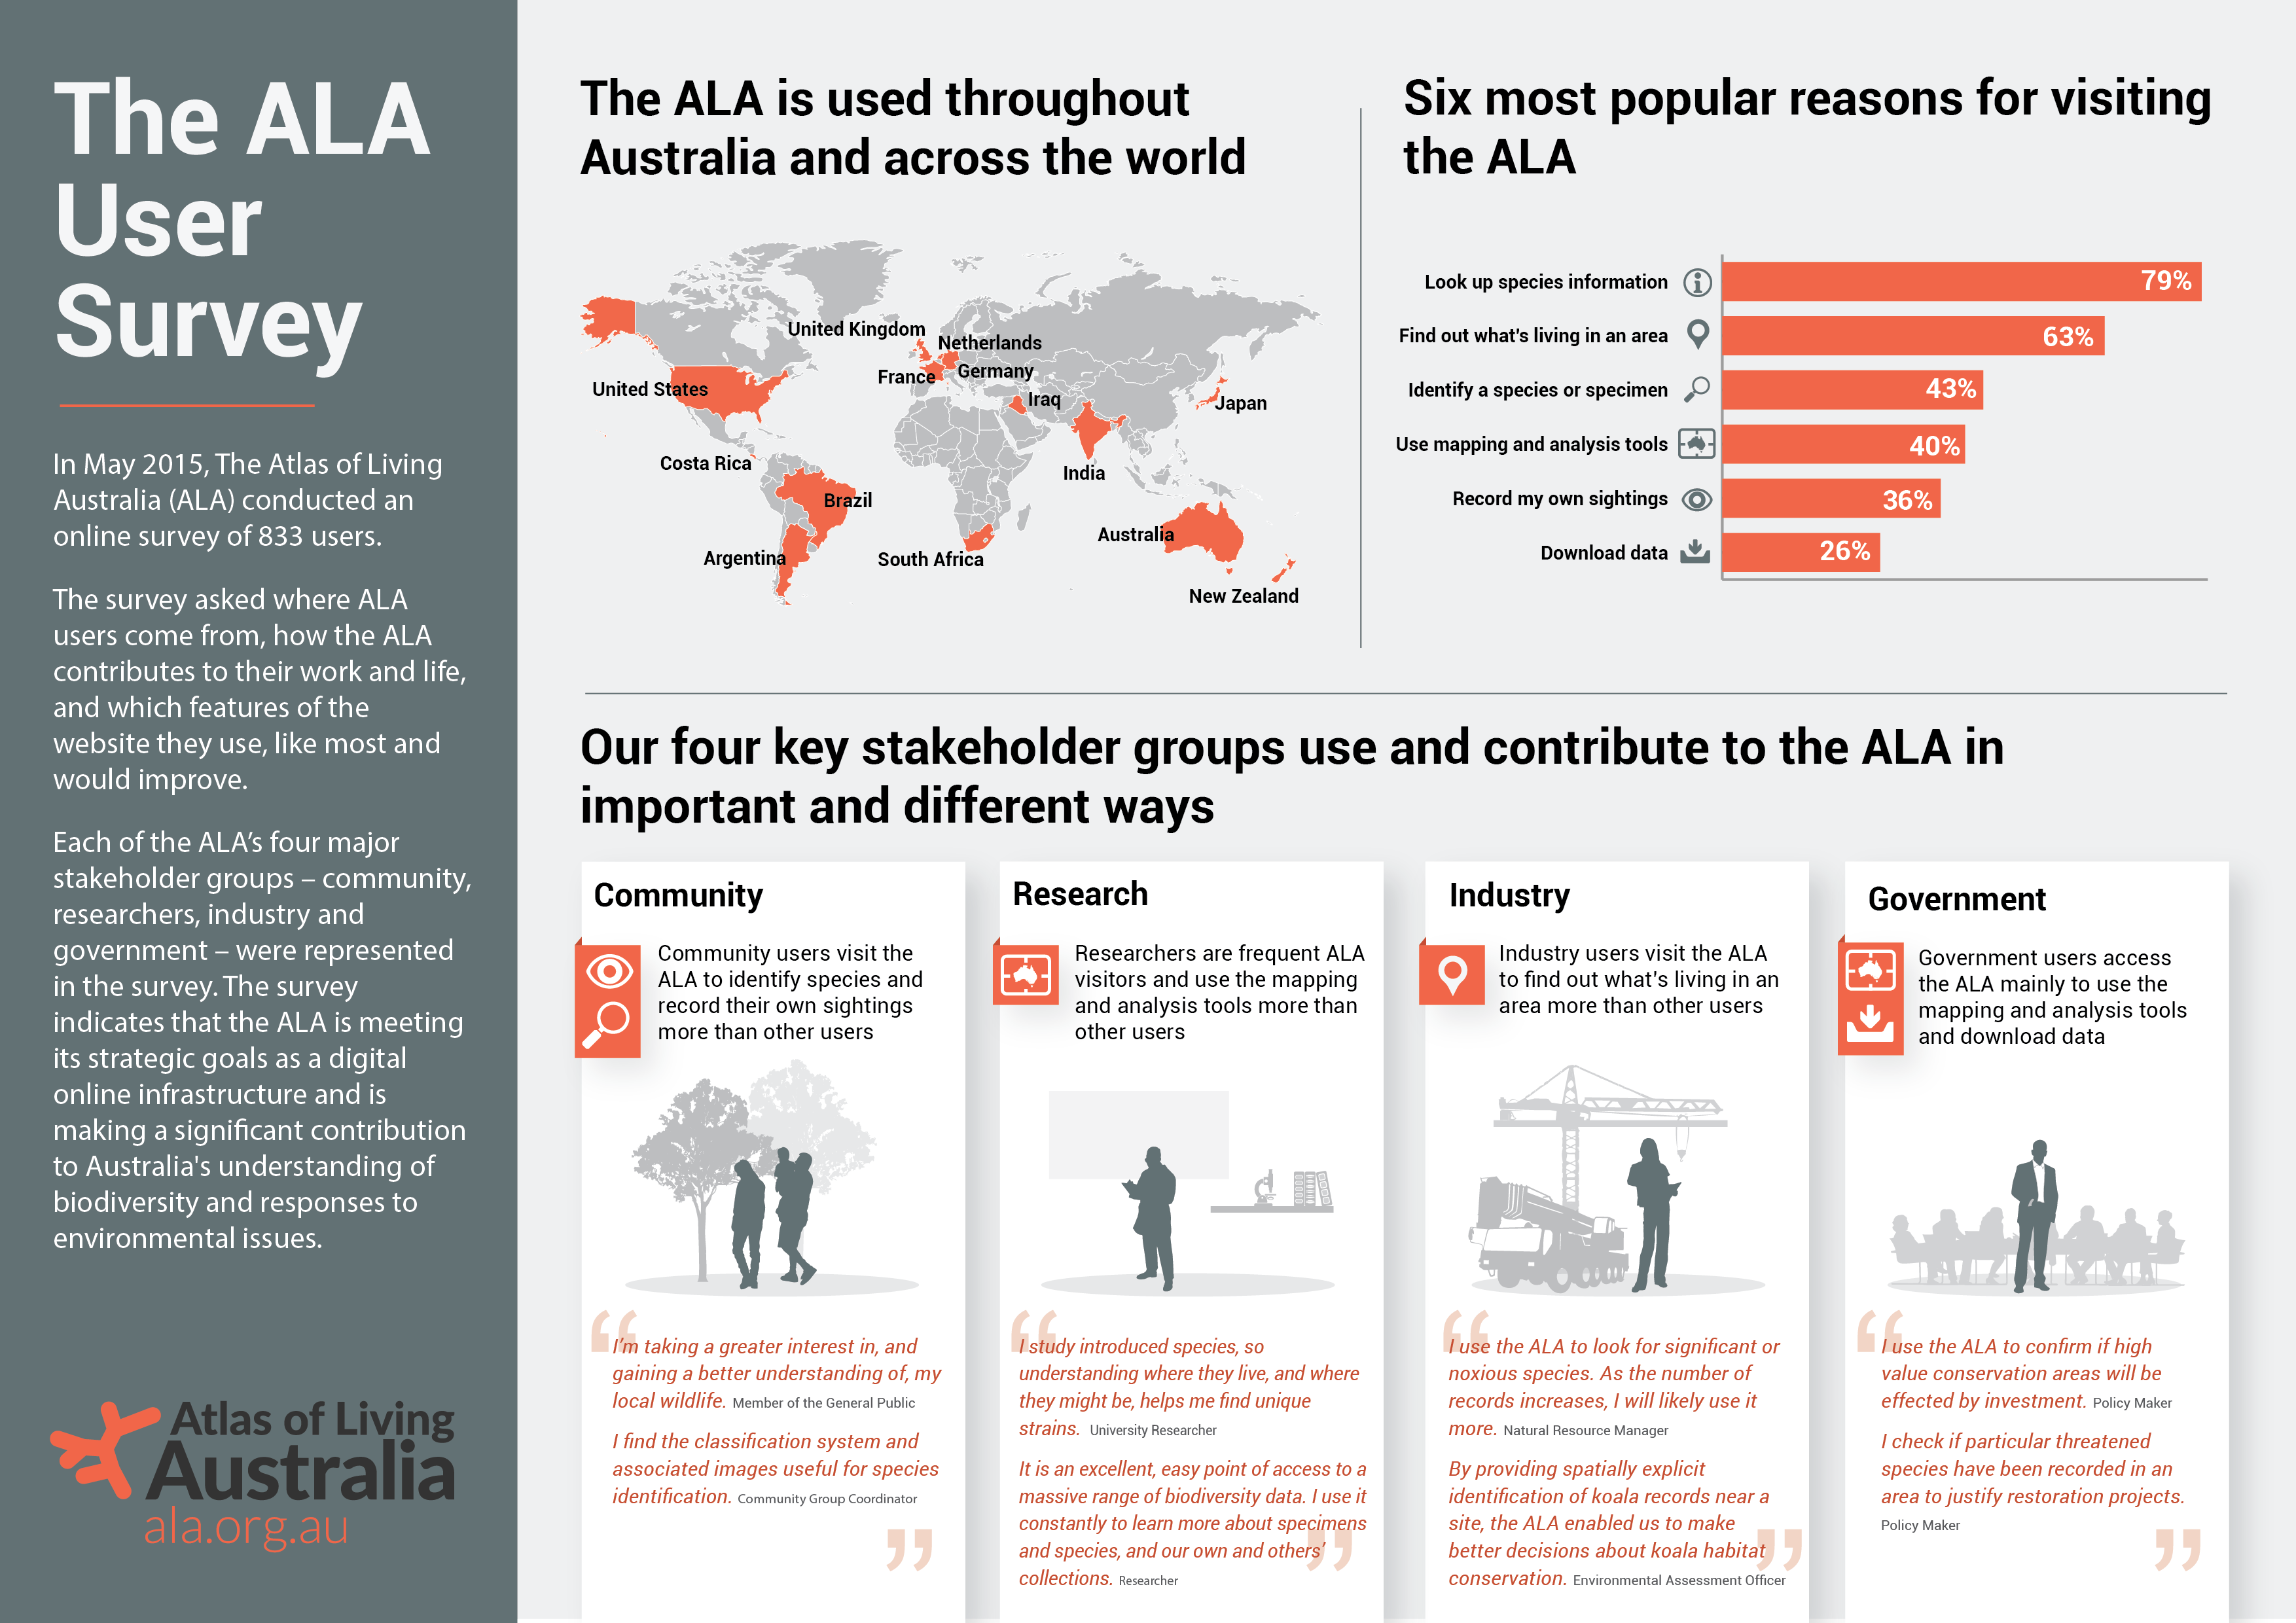 The ALA
User
Survey
In May 2015, The Atlas of Living
Australia (ALA) conducted an
online survey of 833 users.
The survey asked where ALA
users come from, how the ALA
contributes to their work and life,
and which features of the
website they use, like most and
would improve.
Each of the ALA's four major
stakeholder groups – community,
researchers, industry and
government – were represented
in the survey. The survey
indicates that the ALA is meeting
its strategic goals as a digital
online infrastructure and is
making a significant contribution
to Australia's understanding of
biodiversity and responses to
environmental issues.
Atlas of Living
Australia
ala.org.au
The ALA is used throughout
Australia and across the world
United Kingdom
Netherlands
France
Germany
United States
Iraq
Japan
Costa Rica
India
Brazil
Australia
Argentina
South Africa
New Zealand
Six most popular reasons for visiting
the ALA
Look up species information 79%
Find out what's living in an area 63%
Identify a species or specimen 43%
Use mapping and analysis tools 40%
Record my own sightings 36%
Download data 26%
Our four key stakeholder groups use and contribute to the ALA in
important and different ways
Community
Community users visit the
ALA to identify species and
record their own sightings
more than other users
“
I'm taking a greater interest in, and
gaining a better understanding of, my
local wildlife. Member of the General Public
I find the classification system and
associated images useful for species
identification. Community Group Coordinator
”
Research
Researchers are frequent ALA
visitors and use the mapping
and analysis tools more than
other users
“
I study introduced species, so
understanding where they live, and where
they might be, helps me find unique
strains. University Researcher
It is an excellent, easy point of access to a
massive range of biodiversity data. I use it
constantly to learn more about specimens
and species, and our own and others'
collections. Researcher
”
Industry
Industry users visit the ALA
to find out what's living in an
area more than other users
“
I use the ALA to look for significant or
noxious species. As the number of
records increases, I will likely use it
more. Natural Resource Manager
By providing spatially explicit
identification of koala records near a
site, the ALA enabled us to make
better decisions about koala habitat
conservation. Environmental Assessment Officer
”
Government
Government users access
the ALA mainly to use the
mapping and analysis tools
and download data
“
I use the ALA to confirm if high
value conservation areas will be
effected by investment. Policy Maker
I check if particular threatened
species have been recorded in an
area to justify restoration projects.
Policy Maker
”